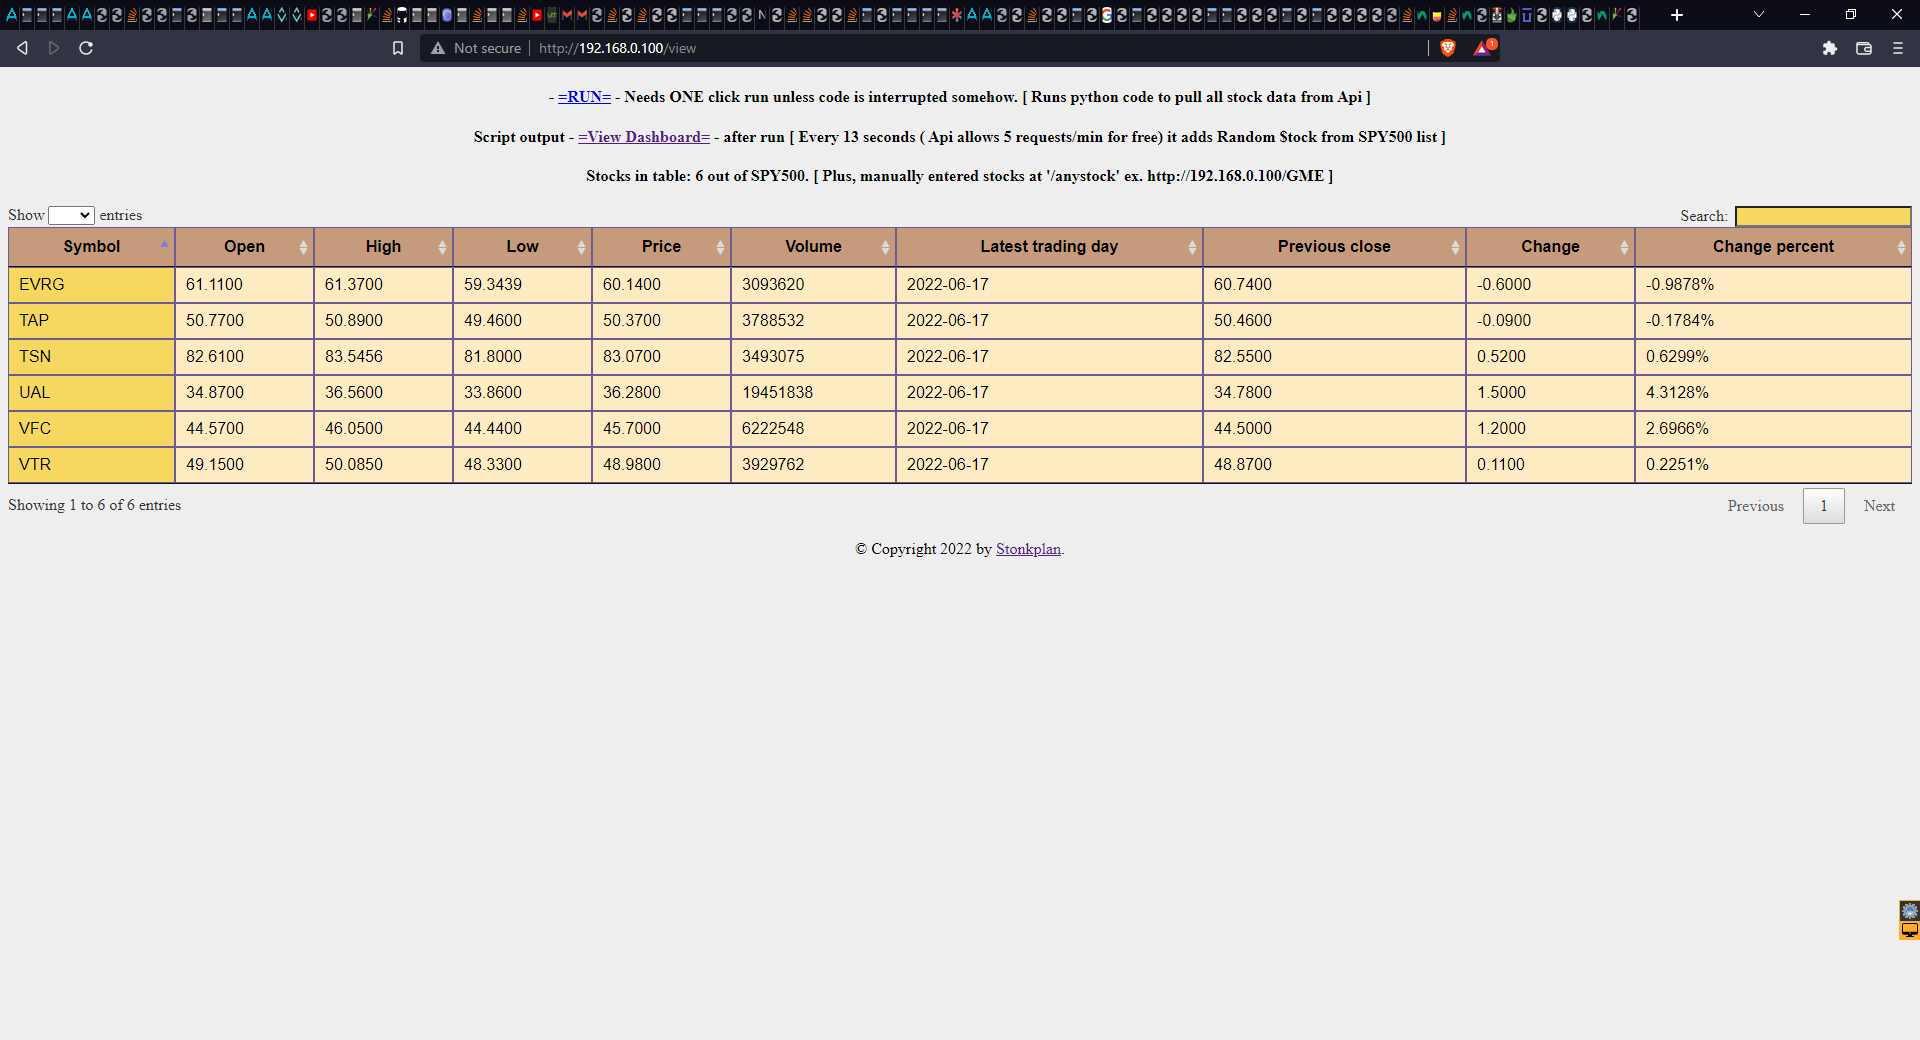 Not secure http://192.168.0.100/view 1
- =RUN= - Needs ONE click run unless code is interrupted somehow. [ Runs python code to pull all stock data from Api ]
Script output - =View Dashboard= - after run [ Every 13 seconds ( Api allows 5 requests/min for free) it adds Random $tock from SPY500 list ]
Stocks in table: 6 out of SPY500. [ Plus, manually entered stocks at '/anystock' ex. http://192.168.0.100/GME ]
Show entries Search:
Symbol Open High Low Price Volume Latest trading day Previous close Change Change percent
EVRG 61.1100 61.3700 59.3439 60.1400 3093620 2022-06-17 60.7400 -0.6000 -0.9878%
TAP 50.7700 50.8900 49.4600 50.3700 3788532 2022-06-17 50.4600 -0.0900 -0.1784%
TSN 82.6100 83.5456 81.8000 83.0700 3493075 2022-06-17 82.5500 0.5200 0.6299%
UAL 34.8700 36.5600 33.8600 36.2800 19451838 2022-06-17 34.7800 1.5000 4.3128%
VFC 44.5700 46.0500 44.4400 45.7000 6222548 2022-06-17 44.5000 1.2000 2.6966%
VTR 49.1500 50.0850 48.3300 48.9800 3929762 2022-06-17 48.8700 0.1100 0.2251%
Showing 1 to 6 of 6 entries Previous 1 Next
© Copyright 2022 by Stonkplan.